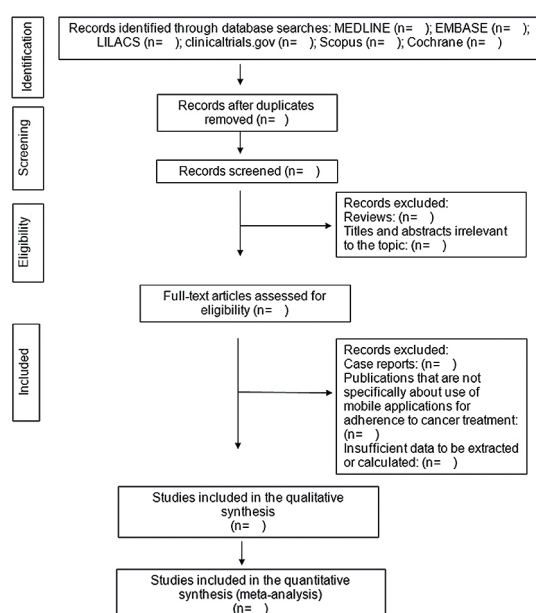 Records identified through database searches: MEDLINE (n= ); EMBASE (n= );
LILACS (n= ); clinicaltrials.gov (n= ); Scopus (n= ); Cochrane (n= )
Identification
Records after duplicates
removed (n= )
Screening
Records screened (n= )
Records excluded:
Reviews: (n= )
Titles and abstracts irrelevant
to the topic: (n= )
Eligibility
Full-text articles assessed for
eligibility (n= )
Included
Records excluded:
Case reports: (n= )
Publications that are not
specifically about use of
mobile applications for
adherence to cancer treatment:
(n= )
Insufficient data to be extracted
or calculated: (n= )
Studies included in the qualitative
synthesis
(n= )
Studies included in the quantitative
synthesis (meta-analysis)
(n= )